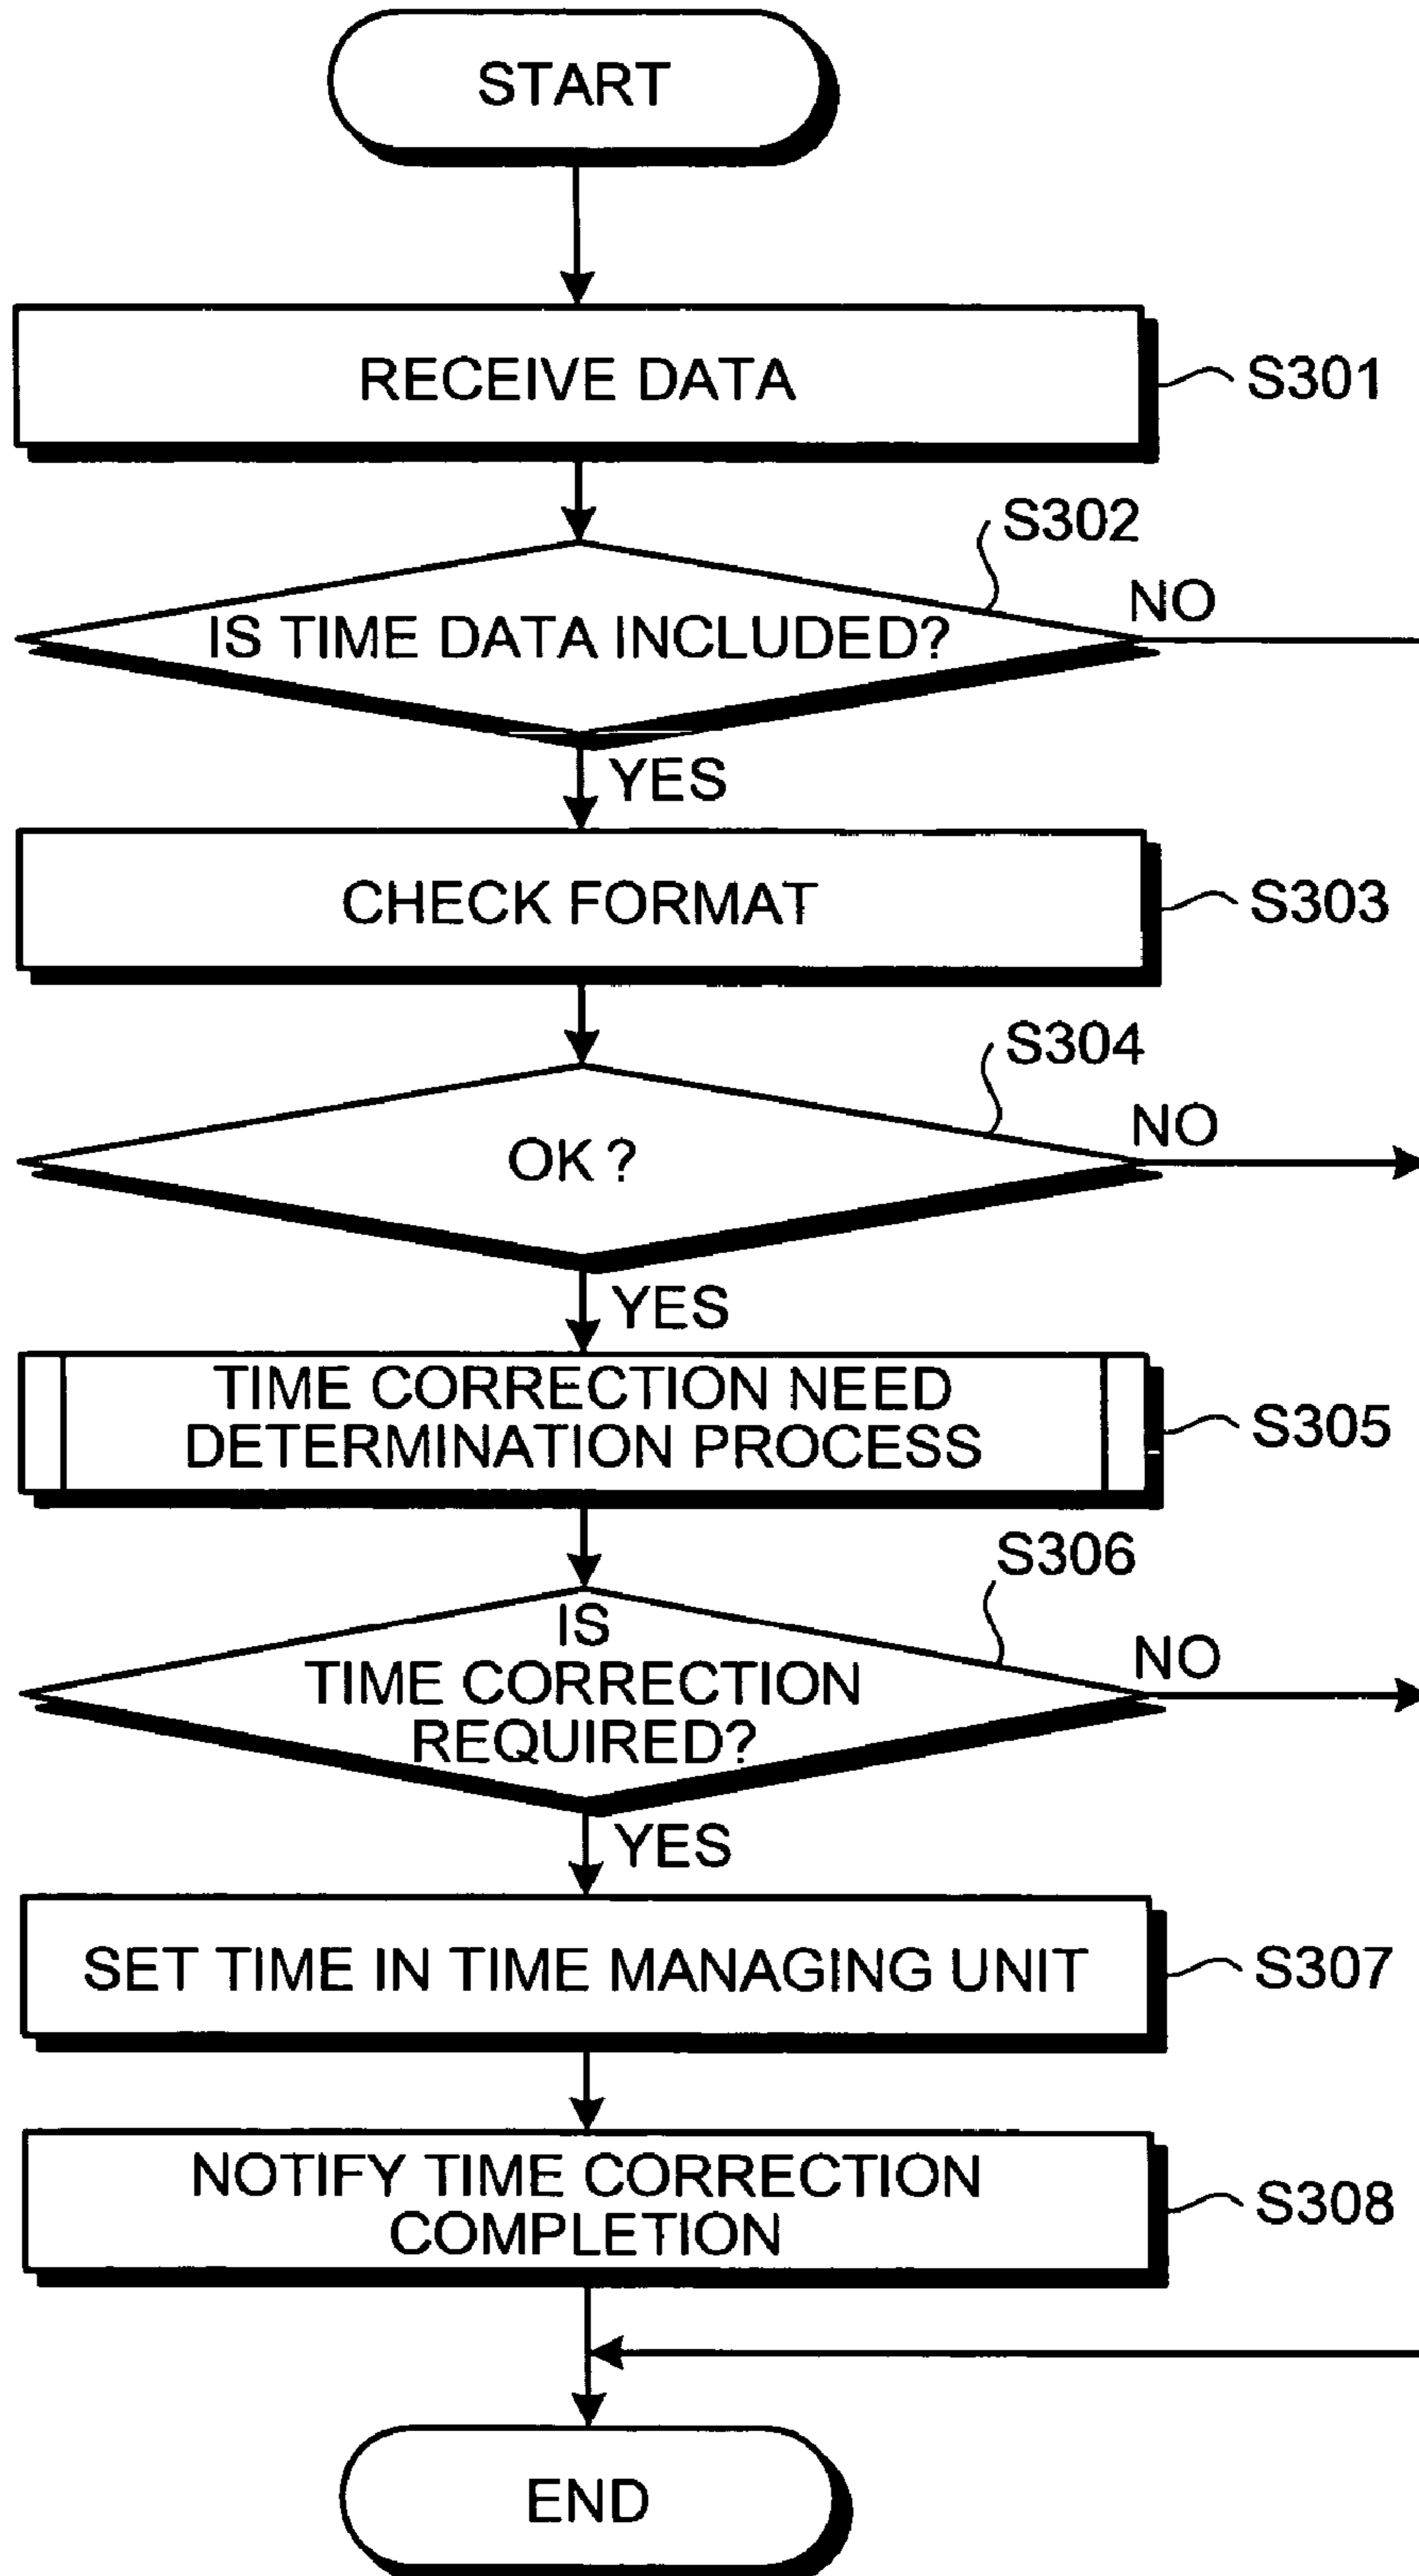 START
RECEIVE DATA
S301
S302
IS TIME DATA INCLUDED?
NO
YES
CHECK FORMAT
S303
S304
OK?
NO
YES
TIME CORRECTION NEED
DETERMINATION PROCESS
S305
S306
IS
TIME CORRECTION
REQUIRED?
NO
YES
SET TIME IN TIME MANAGING UNIT
S307
NOTIFY TIME CORRECTION
COMPLETION
S308
END